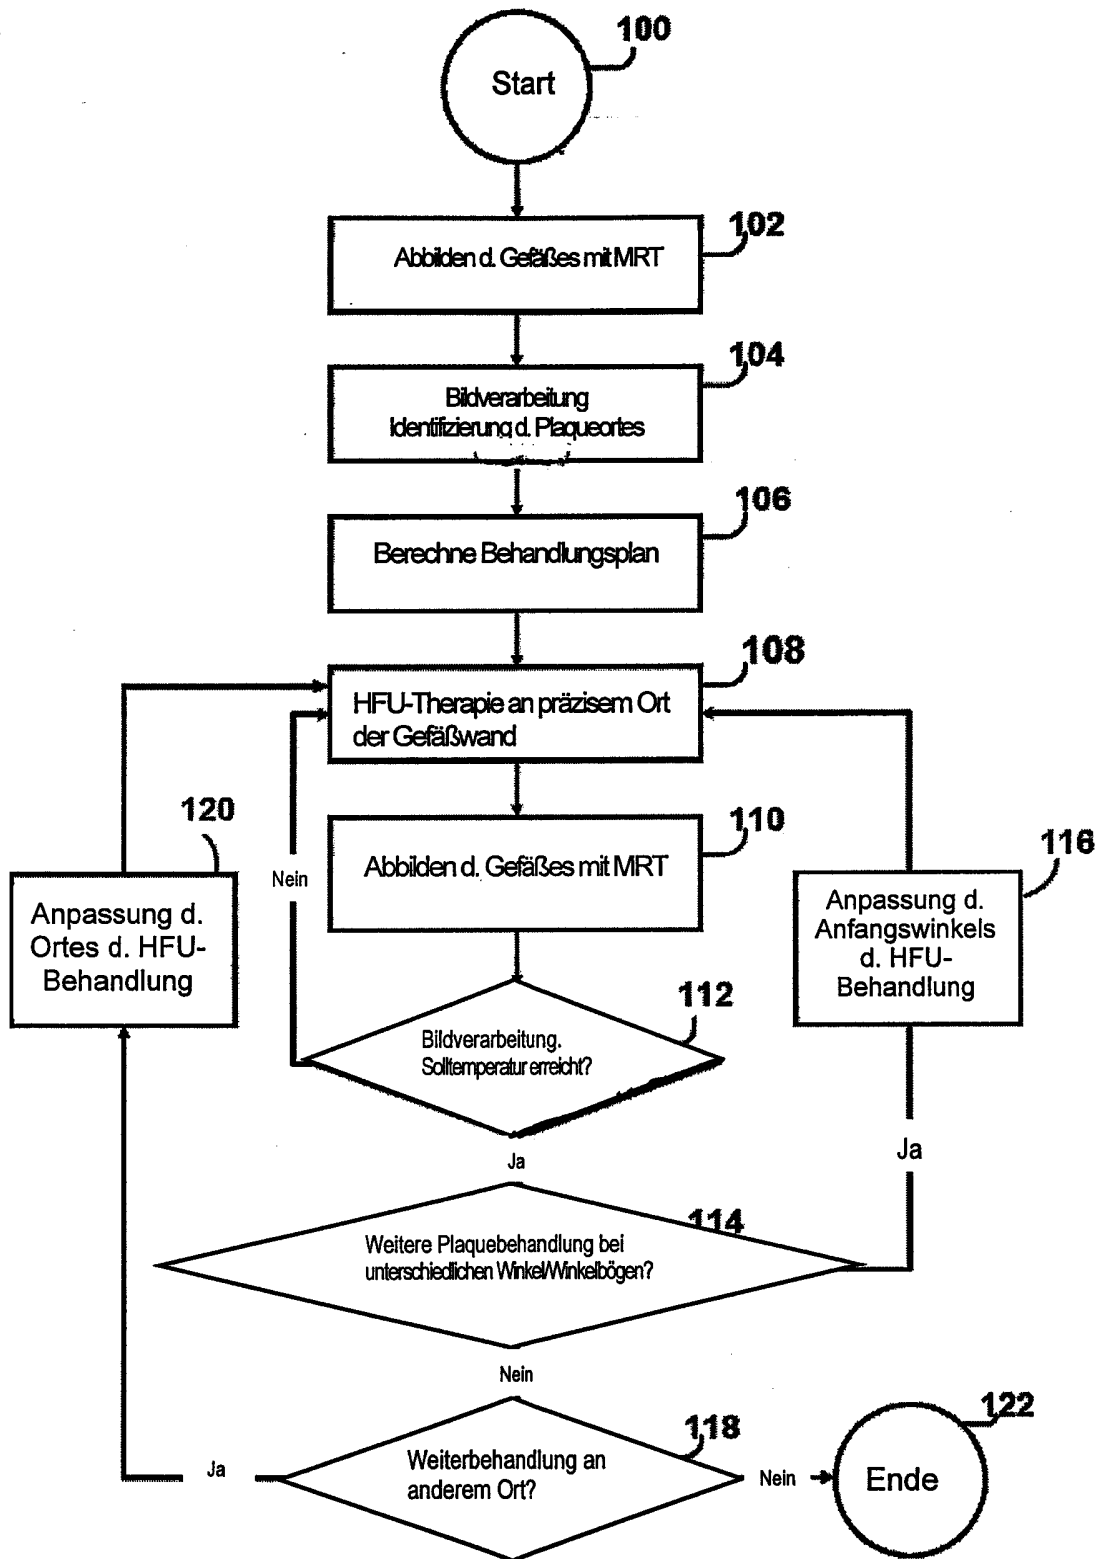 100
Start
102
Abbilden d. Gefäßes mit MRT
104
Bildverarbeitung
Identifizierung d. Plaqueortes
106
Berechne Behandlungsplan
108
HFU-Therapie an präzisem Ort
der Gefäßwand
110
Abbilden d. Gefäßes mit MRT
120
Anpassung d.
Ortes d. HFU-
Behandlung
Nein
116
Anpassung d.
Anfangswinkels
d. HFU-
Behandlung
112
Bildverarbeitung.
Solltemperatur erreicht?
Ja
Ja
114
Weitere Plaquebehandlung bei
unterschiedlichen Winkel/Winkelbögen?
Nein
118
Weiterbehandlung an
anderem Ort?
Ja
Nein
122
Ende